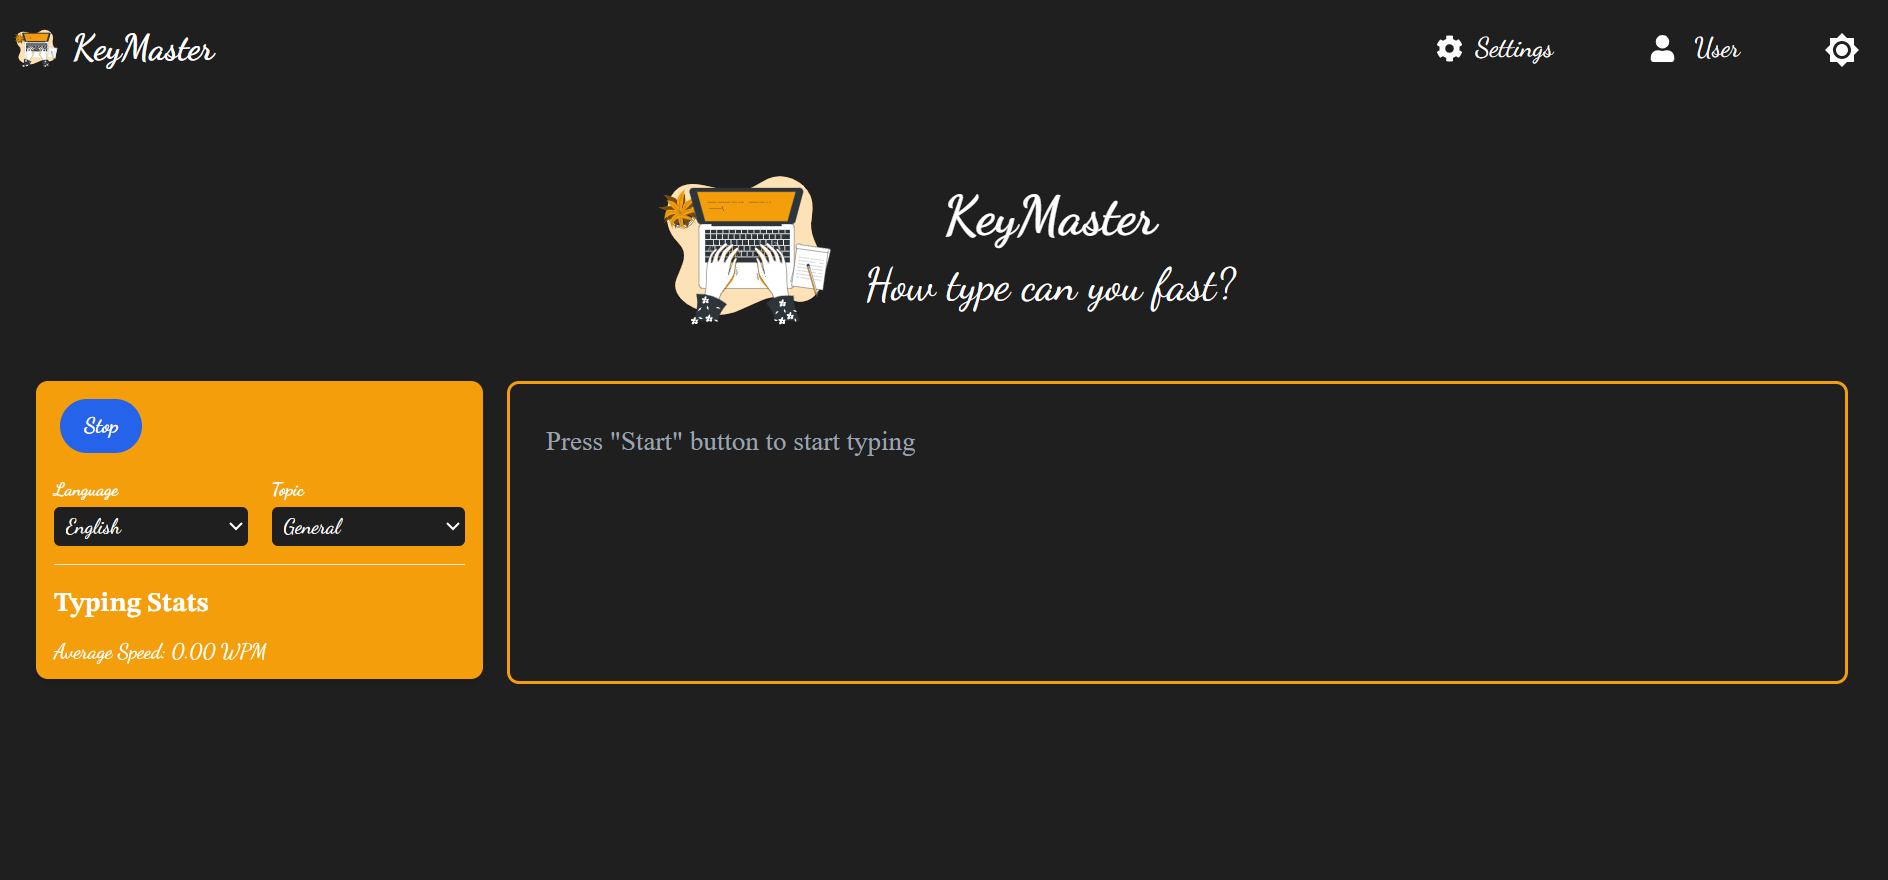 KeyMaster
Settings
User
KeyMaster
How type can you fast?
Stop
Language
Topic
English
General
Typing Stats
Average Speed: 0.00 WPM
Press "Start" button to start typing